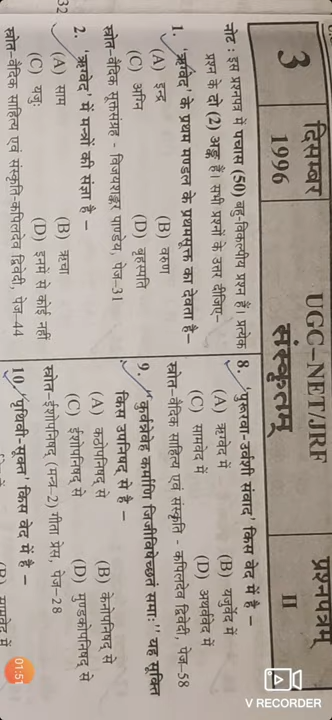 3
दिसम्बर
1996
UGC–NET/JRF
संस्कृतम्
प्रश्नपत्रम्
II
नोट : इस प्रश्नपत्र में पचास (50) बहु-विकल्पीय प्रश्न हैं। प्रत्येक
प्रश्न के दो (2) अङ्क हैं। सभी प्रश्नों के उत्तर दीजिए–
1. 'ऋग्वेद' के प्रथम मण्डल के प्रथमसूक्त का देवता है–
(A) इन्द्र (B) वरुण
(C) अग्नि (D) बृहस्पति
स्रोत–वैदिक सूक्तसंग्रह - विजयशङ्कर पाण्डेय, पेज–31
2. 'ऋग्वेद' में मन्त्रों की संज्ञा है –
(A) साम (B) ऋचा
(C) यजुः (D) इनमें से कोई नहीं
स्रोत–वैदिक साहित्य एवं संस्कृति-कपिलदेव द्विवेदी, पेज–44
32
8. 'पुरूरवा-उर्वशी संवाद' किस वेद में है –
(A) ऋग्वेद में (B) यजुर्वेद में
(C) सामवेद में (D) अथर्ववेद में
स्रोत–वैदिक साहित्य एवं संस्कृति - कपिलदेव द्विवेदी, पेज–58
9. "कुर्वन्नेवेह कर्माणि जिजीविषेच्छतं समाः" यह सूक्ति
किस उपनिषद् से है –
(A) कठोपनिषद् से (B) केनोपनिषद् से
(C) ईशोपनिषद् से (D) मुण्डकोपनिषद् से
स्रोत–ईशोपनिषद् (मन्त्र–2) गीता प्रेस, पेज–28
10. 'पृथिवी-सूक्त' किस वेद में है –
(B) सामवेद में
01:51
V RECORDER